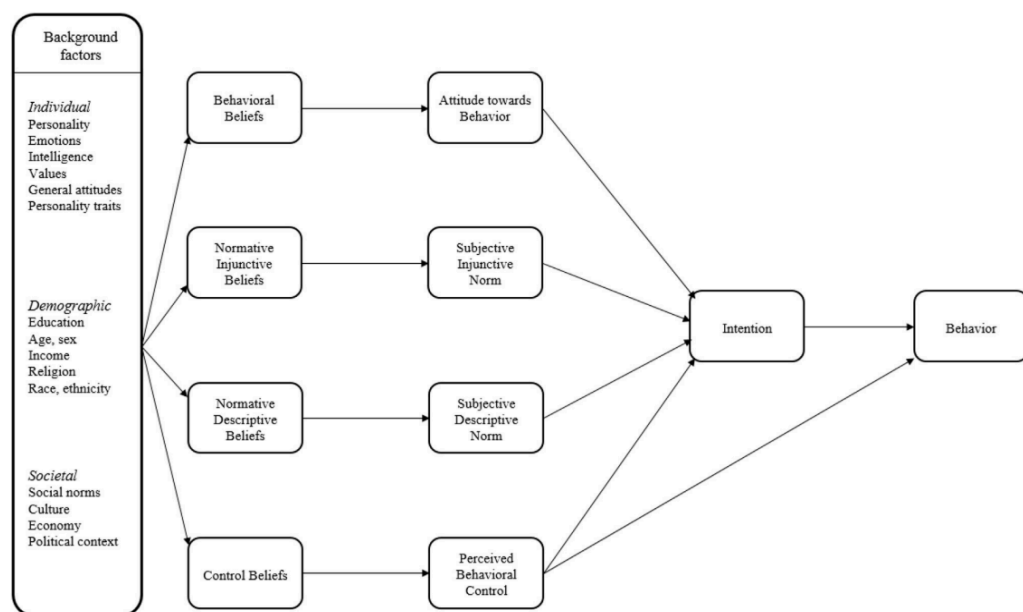 Background
factors
Individual
Personality
Emotions
Intelligence
Values
General attitudes
Personality traits
Demographic
Education
Age, sex
Income
Religion
Race, ethnicity
Societal
Social norms
Culture
Economy
Political context
Behavioral
Beliefs
Attitude towards
Behavior
Normative
Injunctive
Beliefs
Subjective
Injunctive
Norm
Normative
Descriptive
Beliefs
Subjective
Descriptive
Norm
Control Beliefs
Perceived
Behavioral
Control
Intention
Behavior